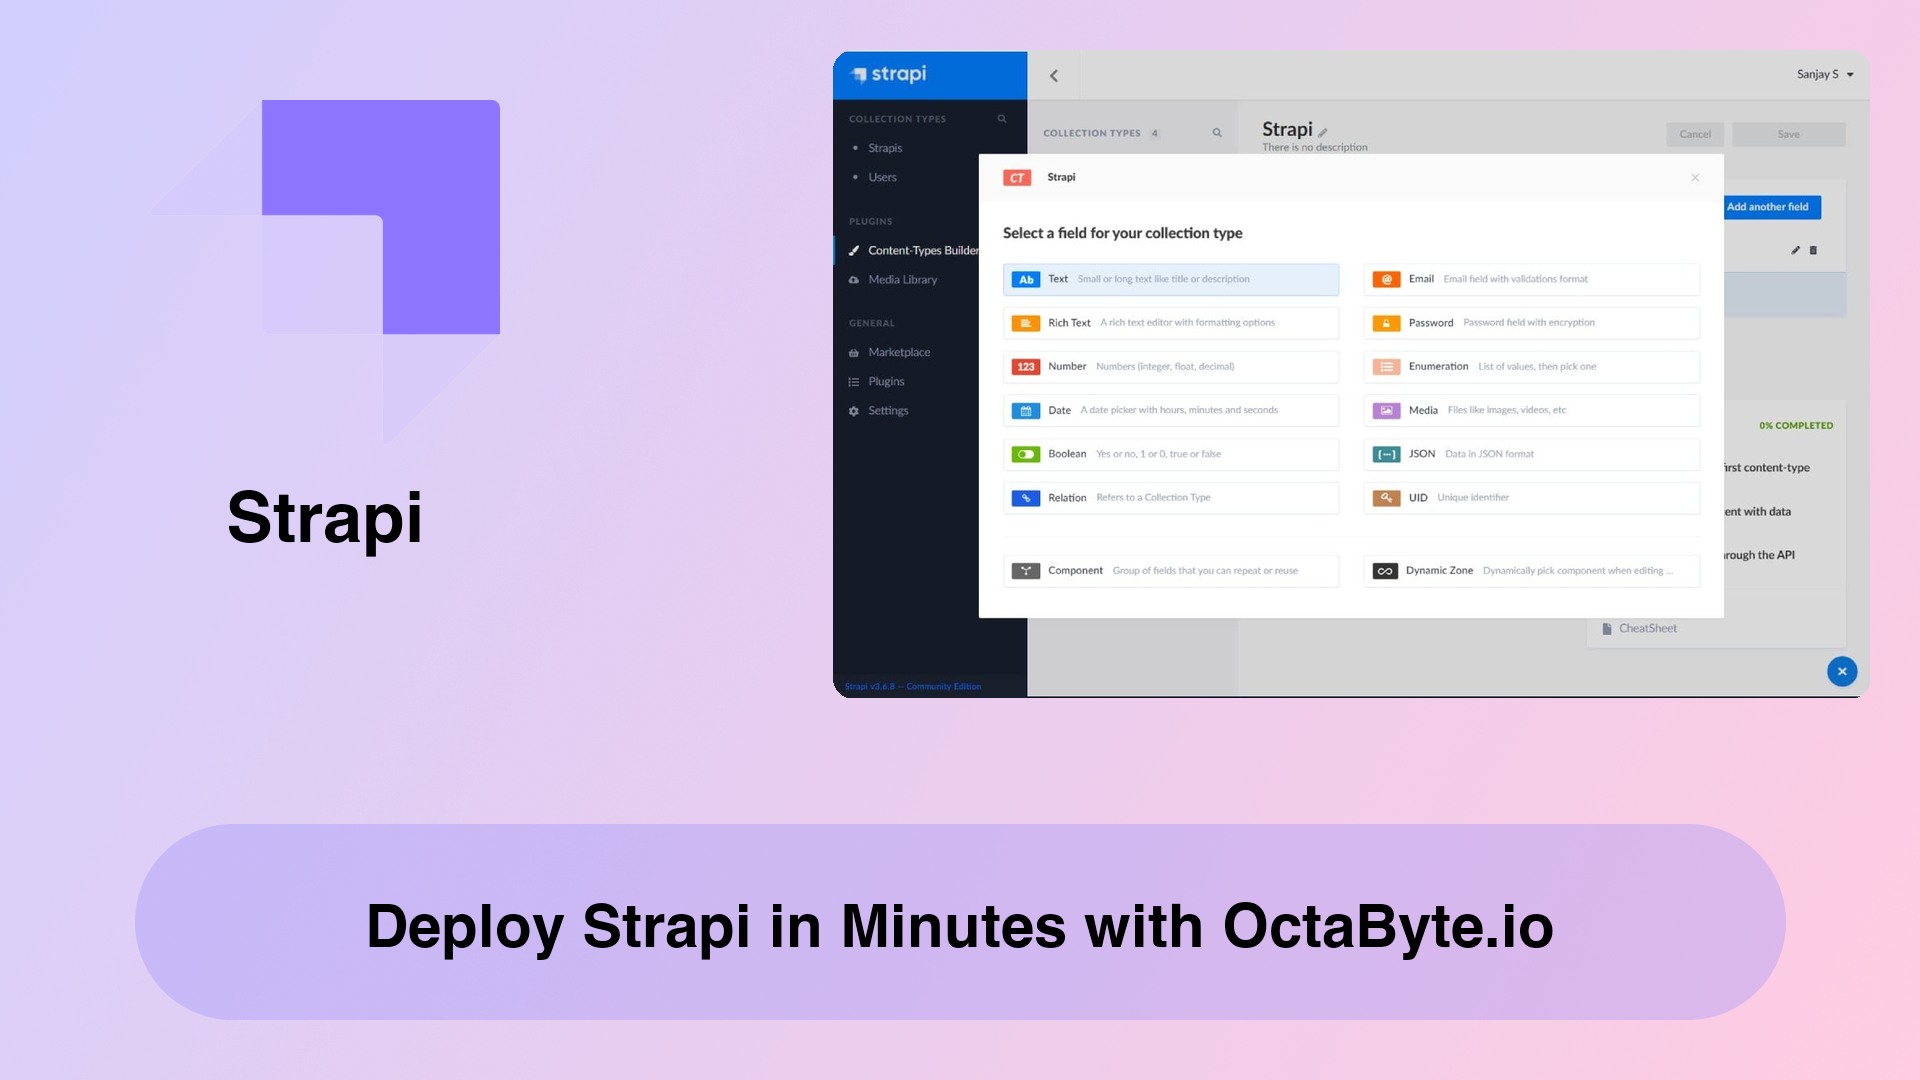 Strapi
strapi
Sanjay S
COLLECTION TYPES
Strapis
Users
PLUGINS
Content-Types Builder
Media Library
GENERAL
Marketplace
Plugins
Settings
Strapi v3.6.8 — Community Edition
COLLECTION TYPES 4
Strapi
There is no description
Cancel
Save
Add another field
0% COMPLETED
first content-type
ent with data
rough the API
CheatSheet
CT Strapi
Select a field for your collection type
Ab Text Small or long text like title or description
@ Email Email field with validations format
Rich Text A rich text editor with formatting options
Password Password field with encryption
123 Number Numbers (integer, float, decimal)
Enumeration List of values, then pick one
Date A date picker with hours, minutes and seconds
Media Files like images, videos, etc
Boolean Yes or no, 1 or 0, true or false
JSON Data in JSON format
Relation Refers to a Collection Type
UID Unique identifier
Component Group of fields that you can repeat or reuse
Dynamic Zone Dynamically pick component when editing ...
Deploy Strapi in Minutes with OctaByte.io